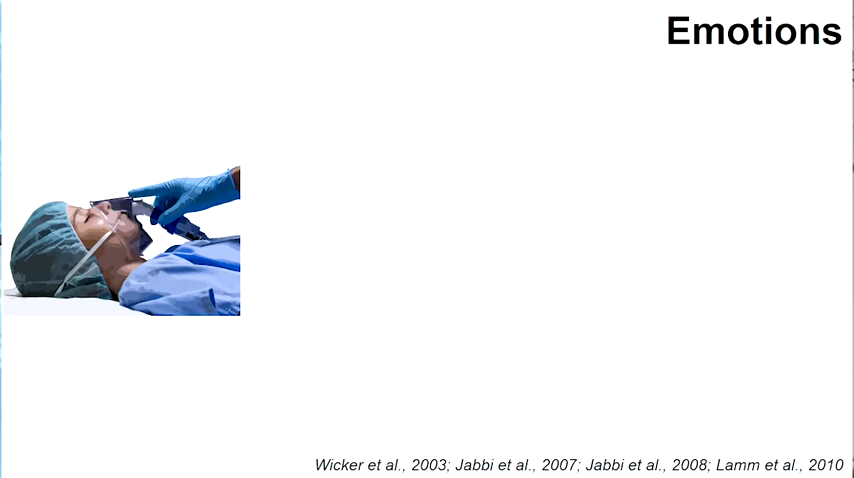 Emotions
Wicker et al., 2003; Jabbi et al., 2007; Jabbi et al., 2008; Lamm et al., 2010